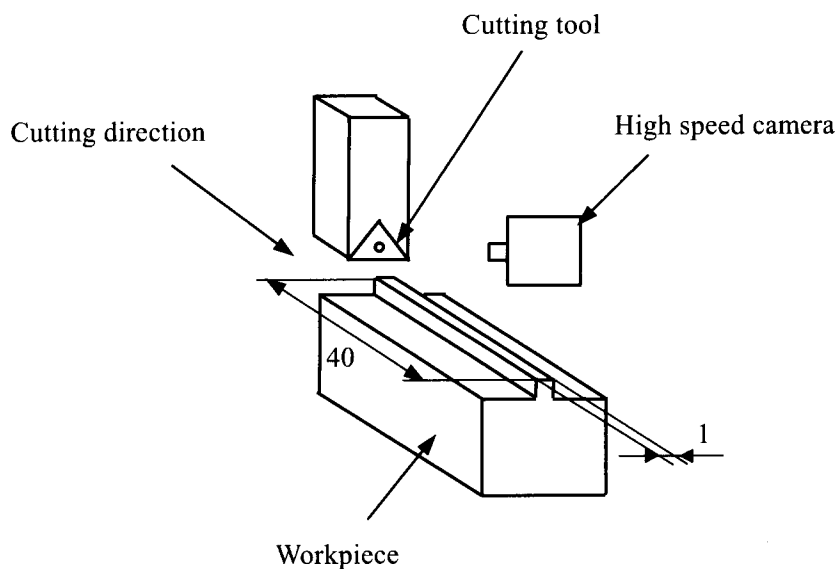 Cutting tool
Cutting direction
High speed camera
40
1
Workpiece